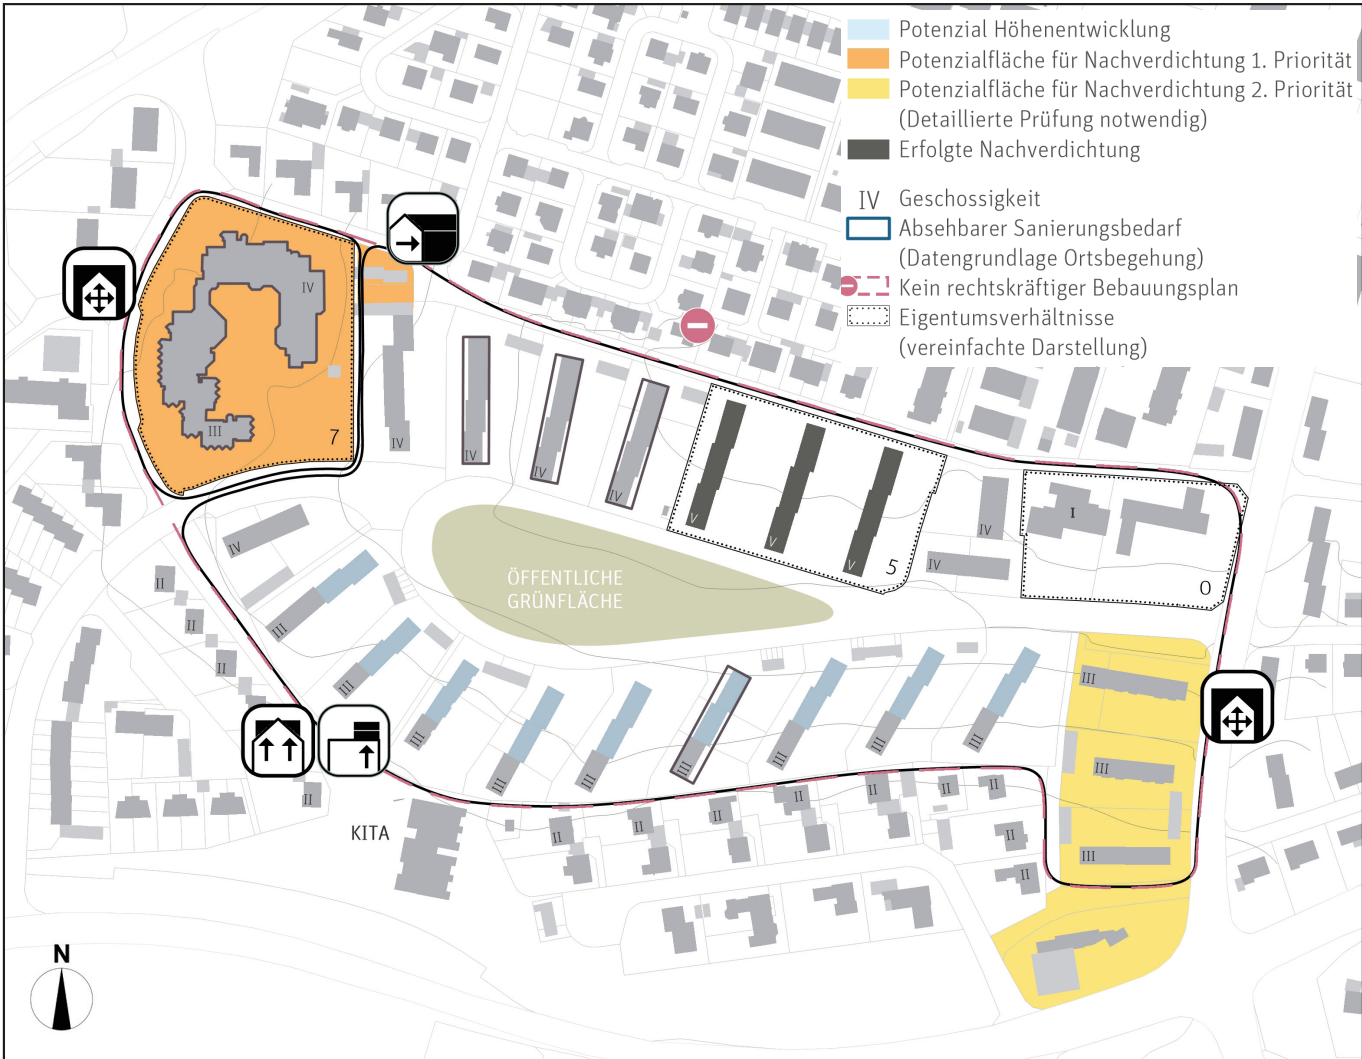 Potenzial Höhenentwicklung
Potenzialfläche für Nachverdichtung 1. Priorität
Potenzialfläche für Nachverdichtung 2. Priorität
(Detaillierte Prüfung notwendig)
Erfolgte Nachverdichtung
IV Geschossigkeit
Absehbarer Sanierungsbedarf
(Datengrundlage Ortsbegehung)
Kein rechtskräftiger Bebauungsplan
Eigentumsverhältnisse
(vereinfachte Darstellung)
IV
III
7
IV
IV
IV
IV
V
V
V
5
IV
IV
I
0
ÖFFENTLICHE
GRÜNFLÄCHE
IV
III
III
III
III
III
III
III
III
III
III
III
III
II
II
II
II
II
II
II
II
II
II
II
II
II
KITA
N